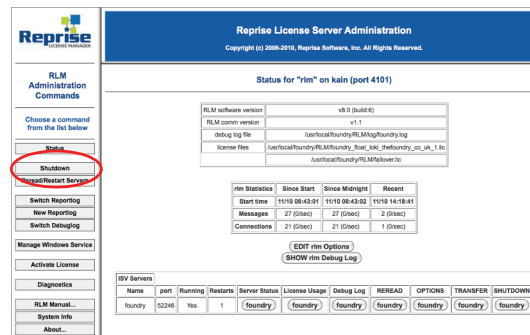 Reprise
LICENSE MANAGER
RLM
Administration
Commands
Choose a command
from the list below
Status
Shutdown
Reread/Restart Servers
Switch Reportlog
New Reportlog
Switch Debuglog
Manage Windows Service
Activate License
Diagnostics
RLM Manual...
System Info
About...
Reprise License Server Administration
Copyright (c) 2006-2010, Reprise Software, Inc. All Rights Reserved.
Status for "rlm" on kain (port 4101)
RLM software version v8.0 (build:6)
RLM comm version v1.1
debug log file /usr/local/foundry/RLM/log/foundry.log
license files /usr/local/foundry/RLM/foundry_float_loki_thefoundry_co_uk_1.lic
/usr/local/foundry/RLM/failover.lic
rlm Statistics Since Start Since Midnight Recent
Start time 11/10 08:43:01 11/10 08:43:02 11/10 14:18:41
Messages 27 (0/sec) 27 (0/sec) 2 (0/sec)
Connections 21 (0/sec) 21 (0/sec) 1 (0/sec)
EDIT rlm Options
SHOW rlm Debug Log
ISV Servers
Name port Running Restarts Server Status License Usage Debug Log REREAD OPTIONS TRANSFER SHUTDOWN
foundry 52246 Yes 1 foundry foundry foundry foundry foundry foundry foundry